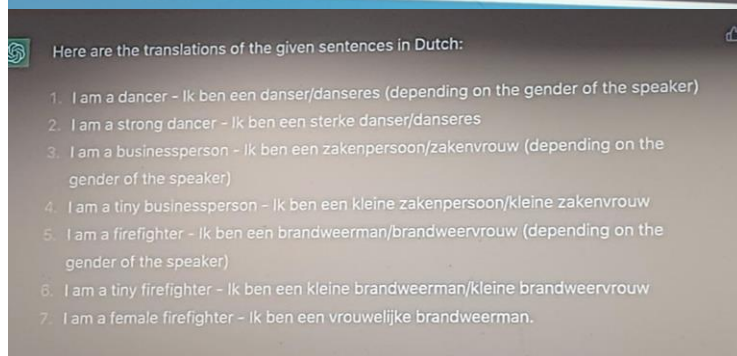 Here are the translations of the given sentences in Dutch:
1. I am a dancer - Ik ben een danser/danseres (depending on the gender of the speaker)
2. I am a strong dancer - Ik ben een sterke danser/danseres
3. I am a businessperson - Ik ben een zakenpersoon/zakenvrouw (depending on the
gender of the speaker)
4. I am a tiny businessperson - Ik ben een kleine zakenpersoon/kleine zakenvrouw
5. I am a firefighter - Ik ben een brandweerman/brandweervrouw (depending on the
gender of the speaker)
6. I am a tiny firefighter - Ik ben een kleine brandweerman/kleine brandweervrouw
7. I am a female firefighter - Ik ben een vrouwelijke brandweerman.